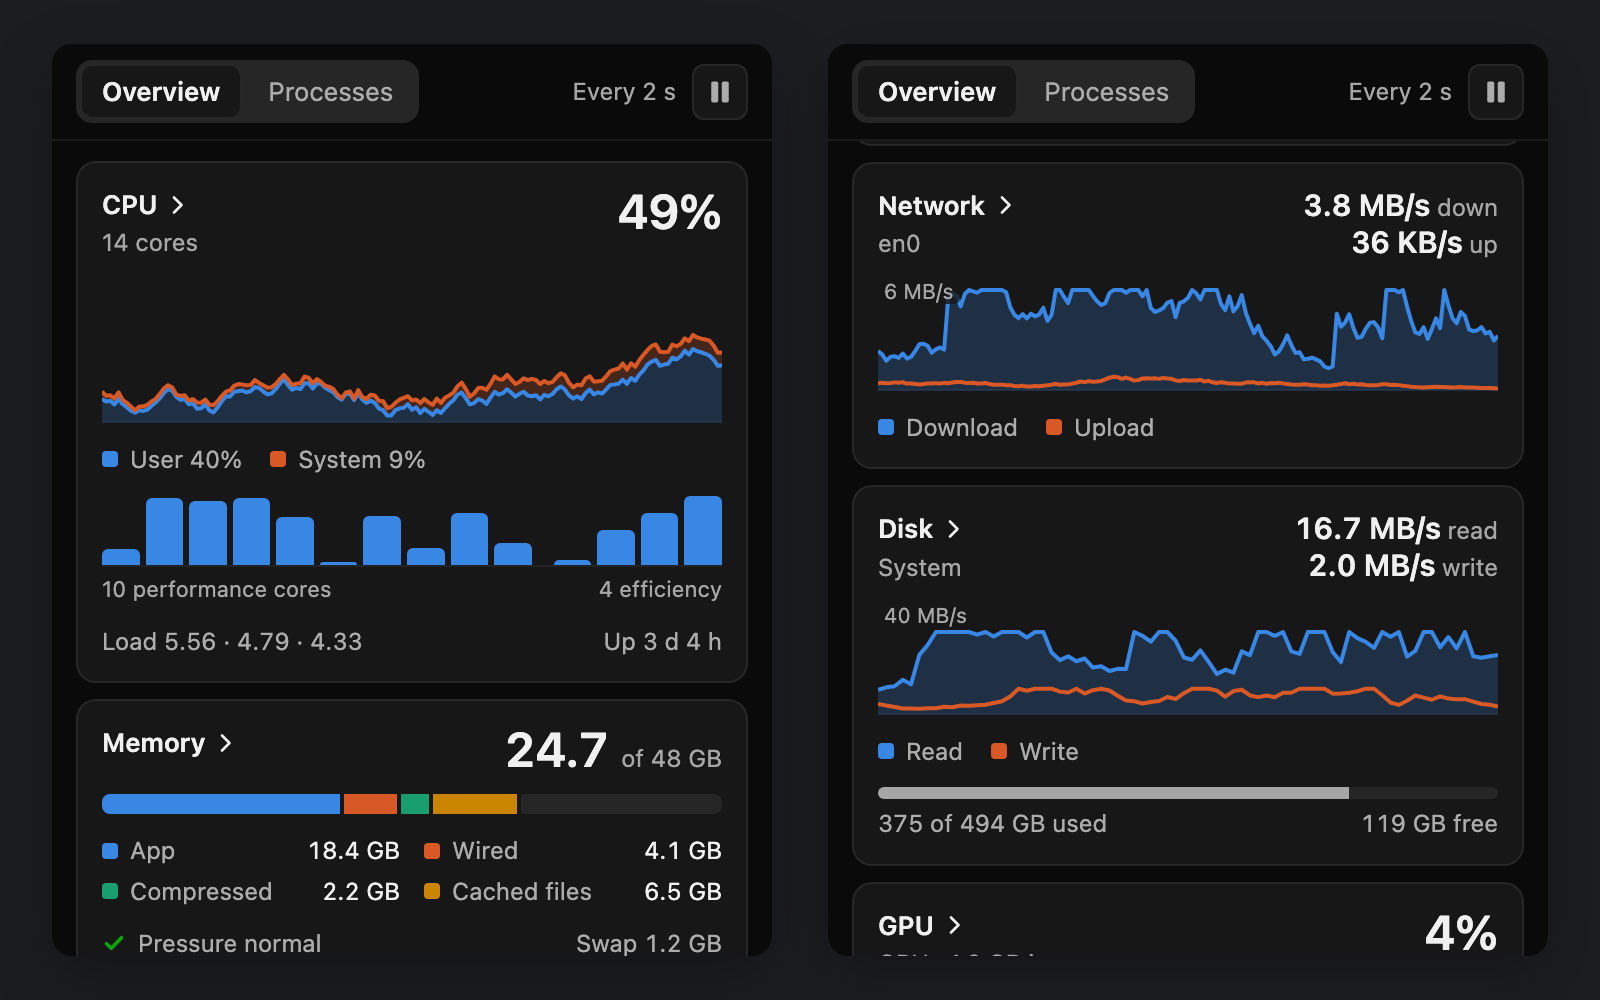 Overview Processes Every 2 s
CPU 49%
14 cores
User 40% System 9%
10 performance cores 4 efficiency
Load 5.56 · 4.79 · 4.33 Up 3 d 4 h
Memory 24.7 of 48 GB
App 18.4 GB Wired 4.1 GB
Compressed 2.2 GB Cached files 6.5 GB
Pressure normal Swap 1.2 GB
Overview Processes Every 2 s
Network 3.8 MB/s down
en0 36 KB/s up
6 MB/s
Download Upload
Disk 16.7 MB/s read
System 2.0 MB/s write
40 MB/s
Read Write
375 of 494 GB used 119 GB free
GPU 4%